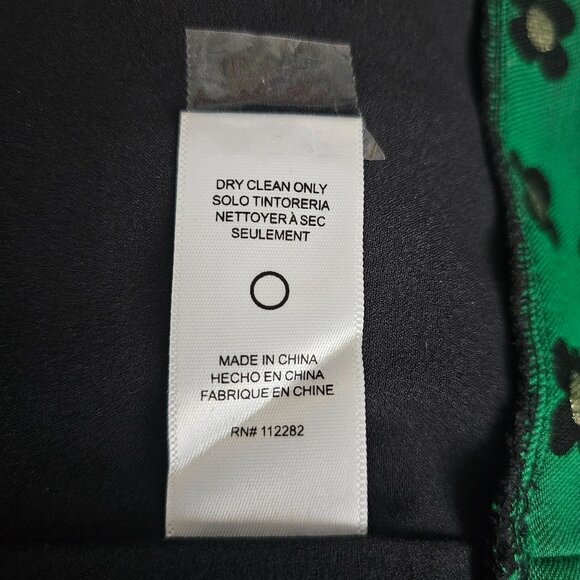 DRY CLEAN ONLY
SOLO TINTORERIA
NETTOYER À SEC
SEULEMENT
MADE IN CHINA
HECHO EN CHINA
FABRIQUE EN CHINE
RN# 112282